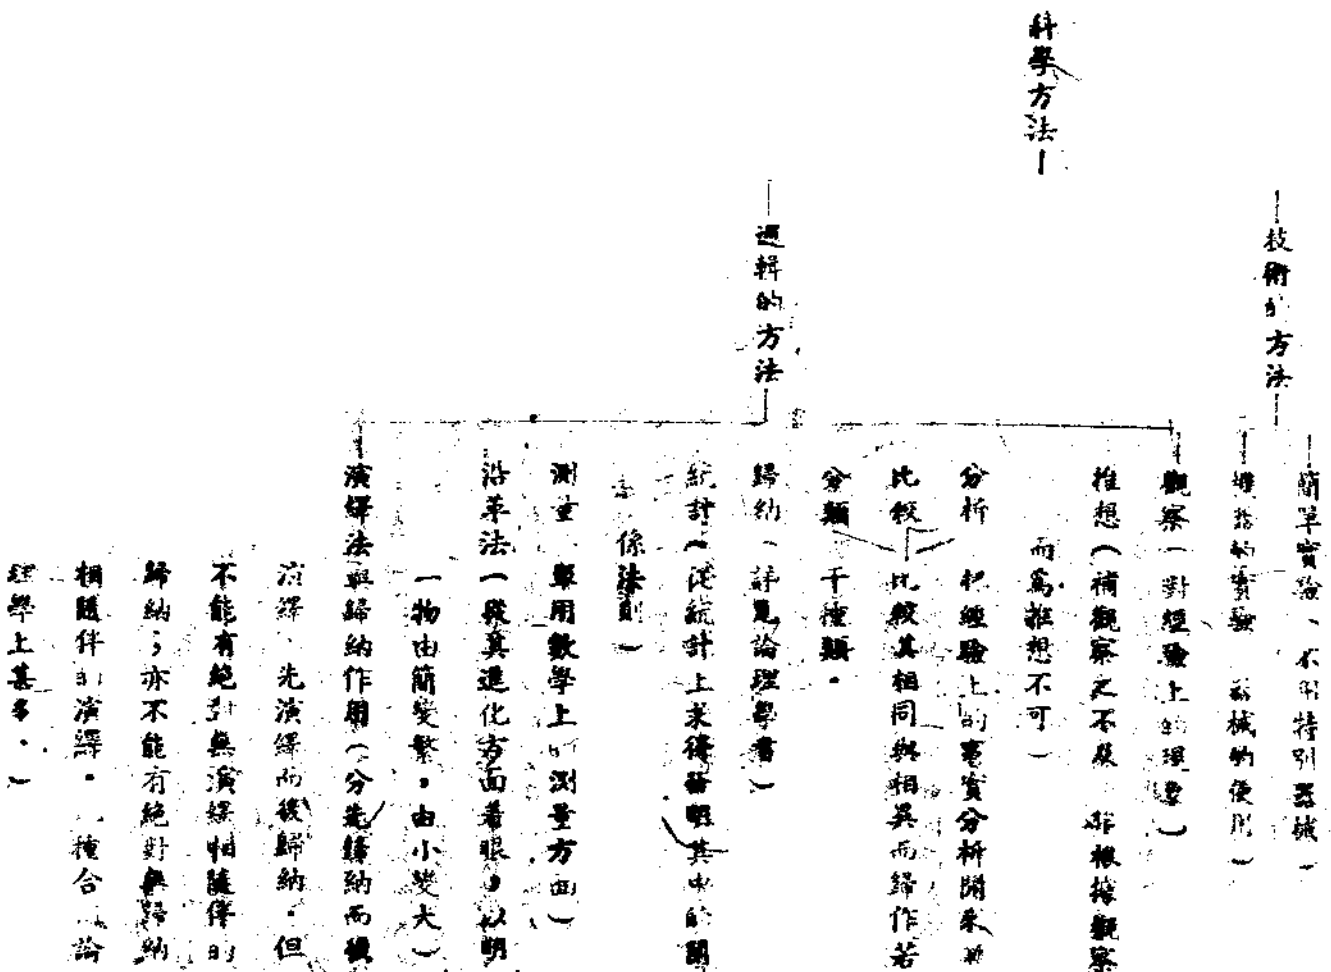 科學方法
技術的方法
簡單實驗、不用特別器械)
機的實驗 器械的使用)
邏輯的方法
觀察(對經驗上的現象)
推想(補觀察之不及 非根據觀察
而爲推想不可)
分析 把經驗上的事實分析開來
比較 比較其相同與相異而歸作若
分類 干種類。
歸納(詳見論理學書)
統計(從統計上求得發明其中的關
係法則)
測量 單用數學上的測量方面)
沿革法(從其進化方面着眼,以明
一物由簡變繁,由小變大)
演繹法與歸納作用(分先歸納而後
演繹、先演繹而後歸納。但
不能有絕對無演繹相隨伴的
歸納;亦不能有絕對無歸納
相隨伴的演繹。 種合 論
理學上甚多。)